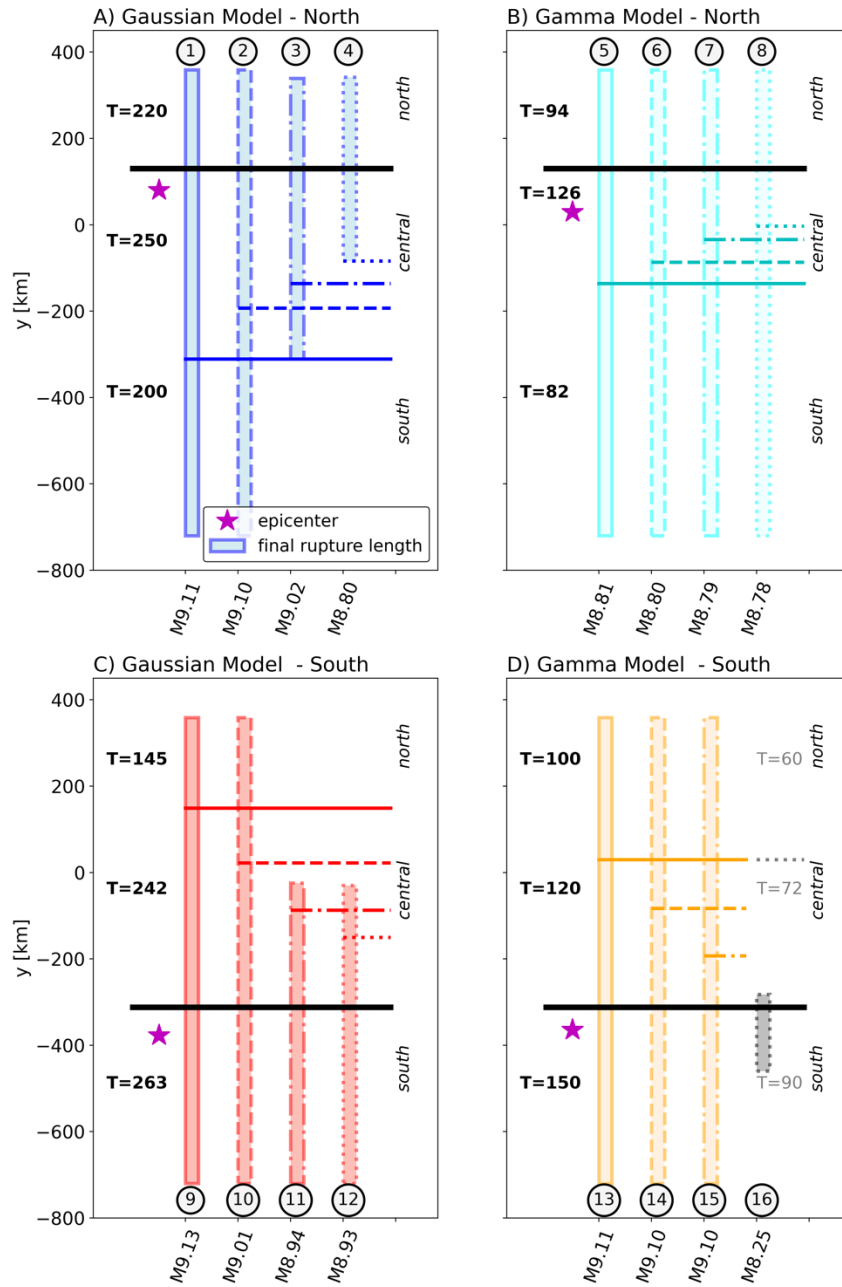 A) Gaussian Model - North
B) Gamma Model - North
y [km]
400
200
0
−200
−400
−600
−800
1
2
3
4
T=220
T=250
T=200
north
central
south
epicenter
final rupture length
M9.11
M9.10
M9.02
M8.80
5
6
7
8
T=94
T=126
T=82
north
central
south
M8.81
M8.80
M8.79
M8.78
C) Gaussian Model  - South
D) Gamma Model  - South
y [km]
400
200
0
−200
−400
−600
−800
T=145
T=242
T=263
north
central
south
9
10
11
12
M9.13
M9.01
M8.94
M8.93
T=100
T=60
T=120
T=72
T=150
T=90
north
central
south
13
14
15
16
M9.11
M9.10
M9.10
M8.25